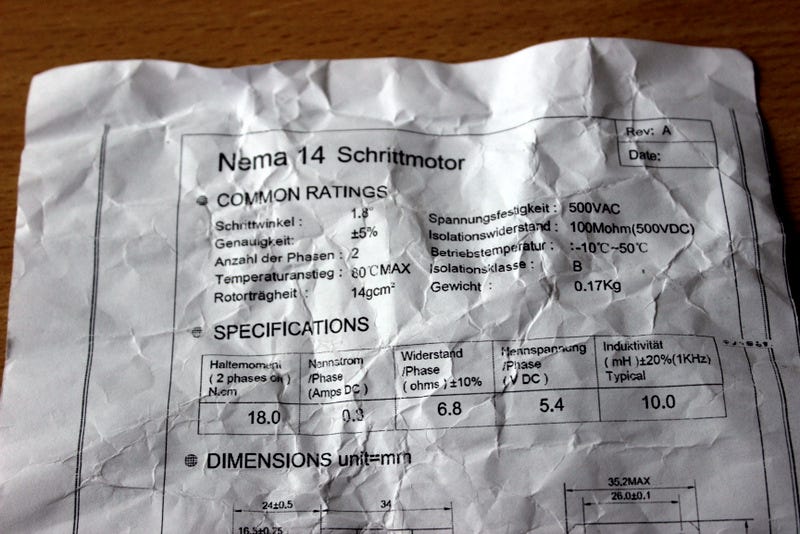 Rev: A
Date:
Nema 14 Schrittmotor
COMMON RATINGS
Schrittwinkel : 1.8°
Genauigkeit: ±5%
Anzahl der Phasen : 2
Temperaturanstieg : 80℃MAX
Rotorträgheit : 14gcm²
Spannungsfestigkeit : 500VAC
Isolationswiderstand : 100Mohm(500VDC)
Betriebstemperatur : :-10℃~50℃
Isolationsklasse : B
Gewicht : 0.17Kg
SPECIFICATIONS
Haltemoment
( 2 phases on )
N.cm
Nennstrom
/Phase
(Amps DC )
Widerstand
/Phase
( ohms ) ±10%
Nennspannung
/Phase
( V DC )
Induktivität
( mH )±20%(1KHz)
Typical
18.0
6.8
5.4
10.0
DIMENSIONS unit=mm
24±0.5
34
35.2MAX
26.0±0.1